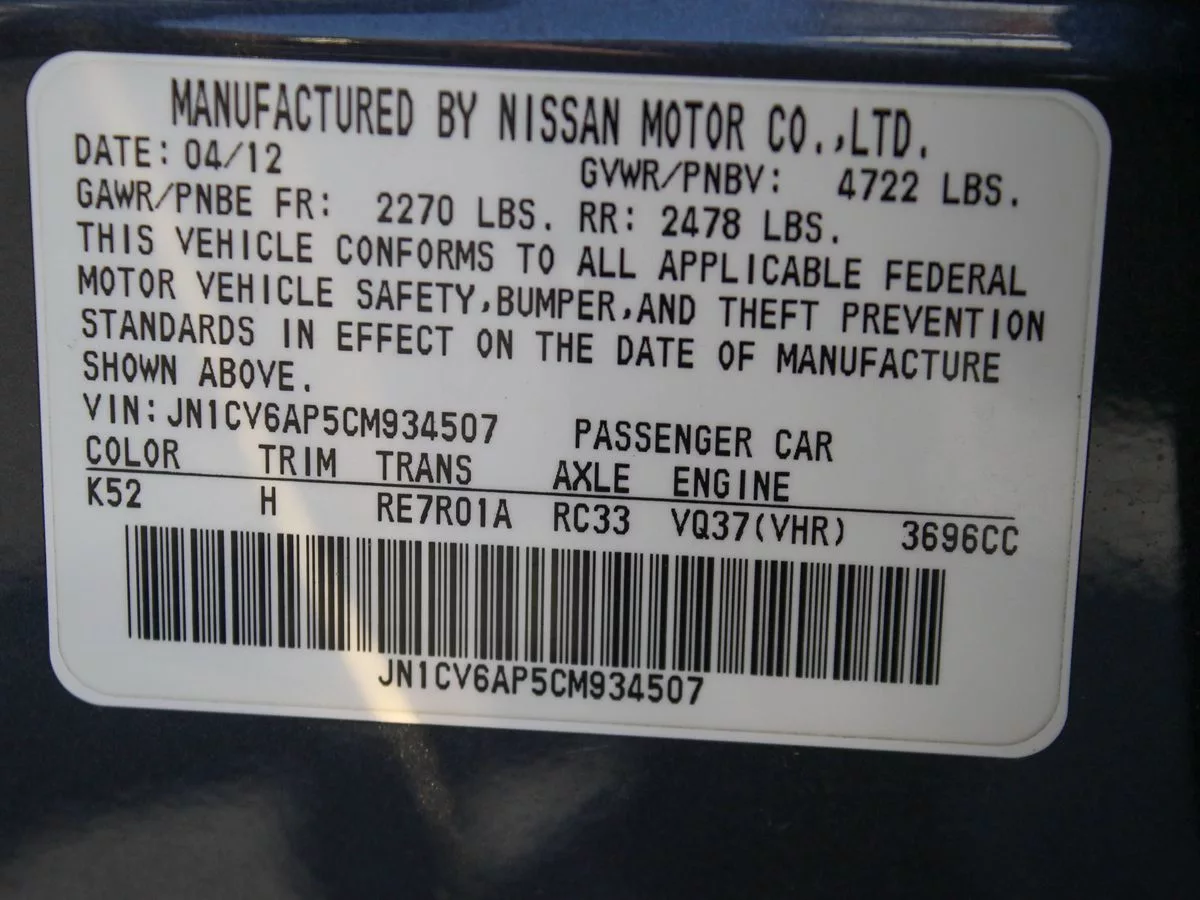 MANUFACTURED BY NISSAN MOTOR CO.,LTD.
DATE: 04/12 GVWR/PNBV: 4722 LBS.
GAWR/PNBE FR: 2270 LBS. RR: 2478 LBS.
THIS VEHICLE CONFORMS TO ALL APPLICABLE FEDERAL
MOTOR VEHICLE SAFETY,BUMPER,AND THEFT PREVENTION
STANDARDS IN EFFECT ON THE DATE OF MANUFACTURE
SHOWN ABOVE.
VIN: JN1CV6AP5CM934507 PASSENGER CAR
COLOR TRIM TRANS AXLE ENGINE
K52 H RE7R01A RC33 VQ37(VHR) 3696CC
JN1CV6AP5CM934507